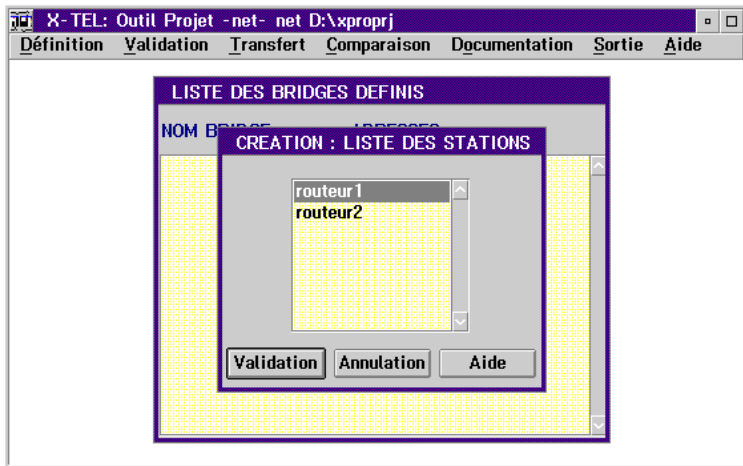 X-TEL: Outil Projet -net- net D:\xproprj
Définition Validation Transfert Comparaison Documentation Sortie Aide
LISTE DES BRIDGES DEFINIS
NOM
CREATION : LISTE DES STATIONS
routeur1
routeur2
Validation Annulation Aide